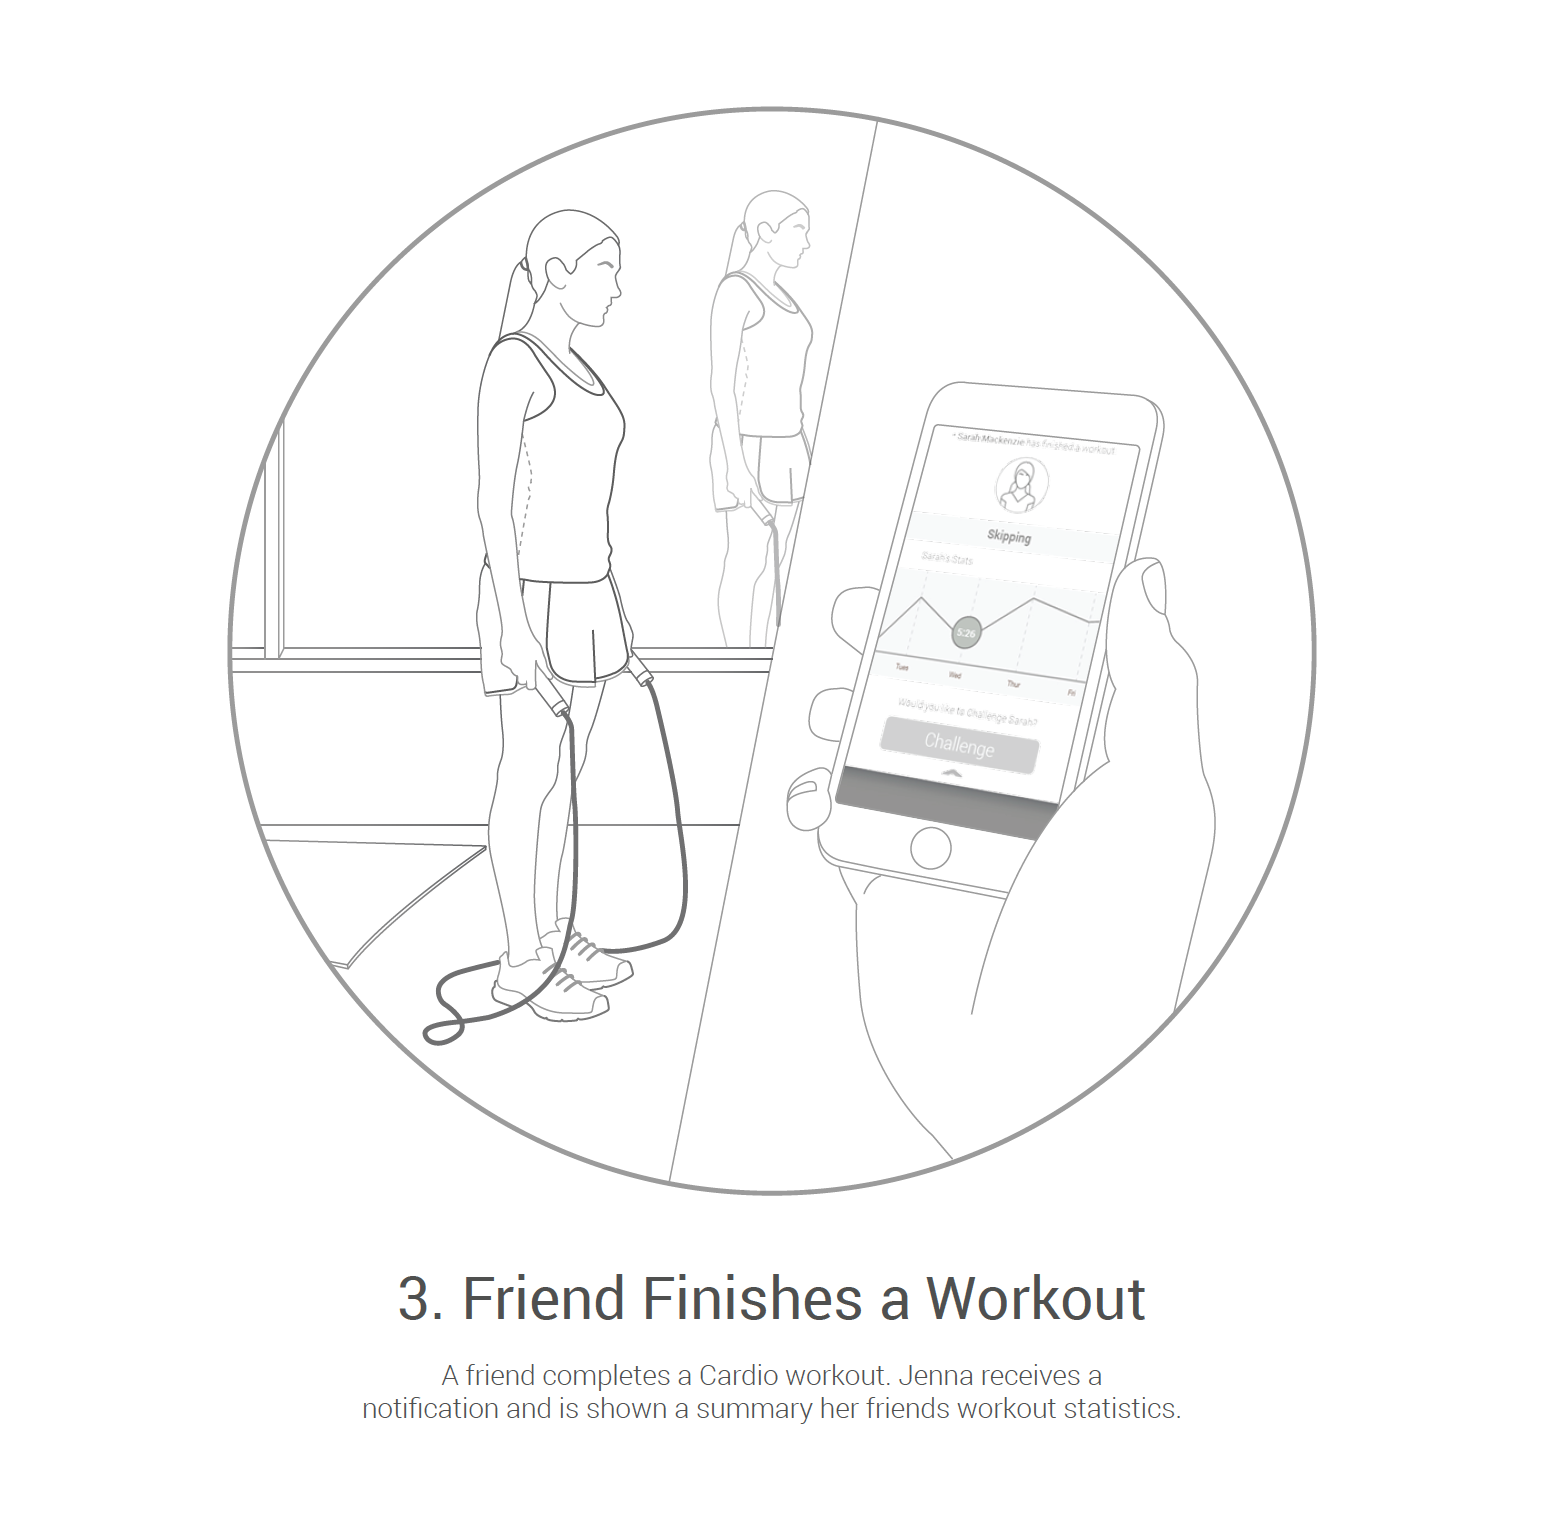 - Sarah Mackenzie has finished a workout.
Skipping
Sarah's Stats
5:26
Tues Wed Thur Fri
Would you like to Challenge Sarah?
Challenge
3. Friend Finishes a Workout
A friend completes a Cardio workout. Jenna receives a
notification and is shown a summary her friends workout statistics.